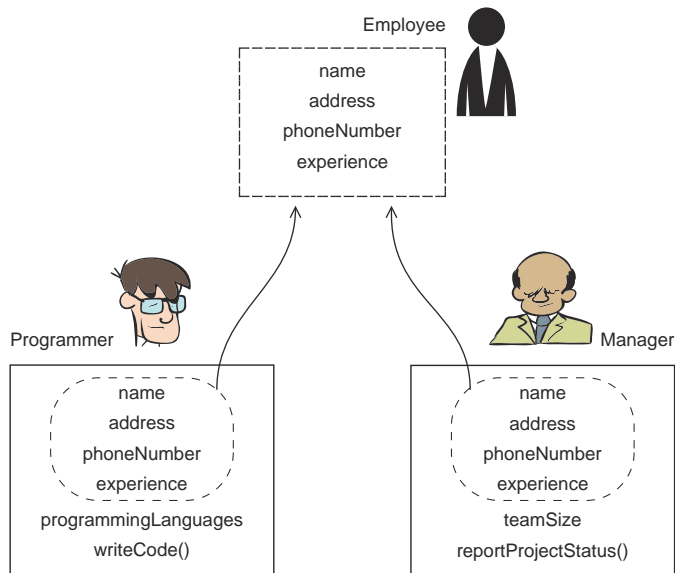 Employee
name
address
phoneNumber
experience
Programmer
name
address
phoneNumber
experience
programmingLanguages
writeCode()
Manager
name
address
phoneNumber
experience
teamSize
reportProjectStatus()